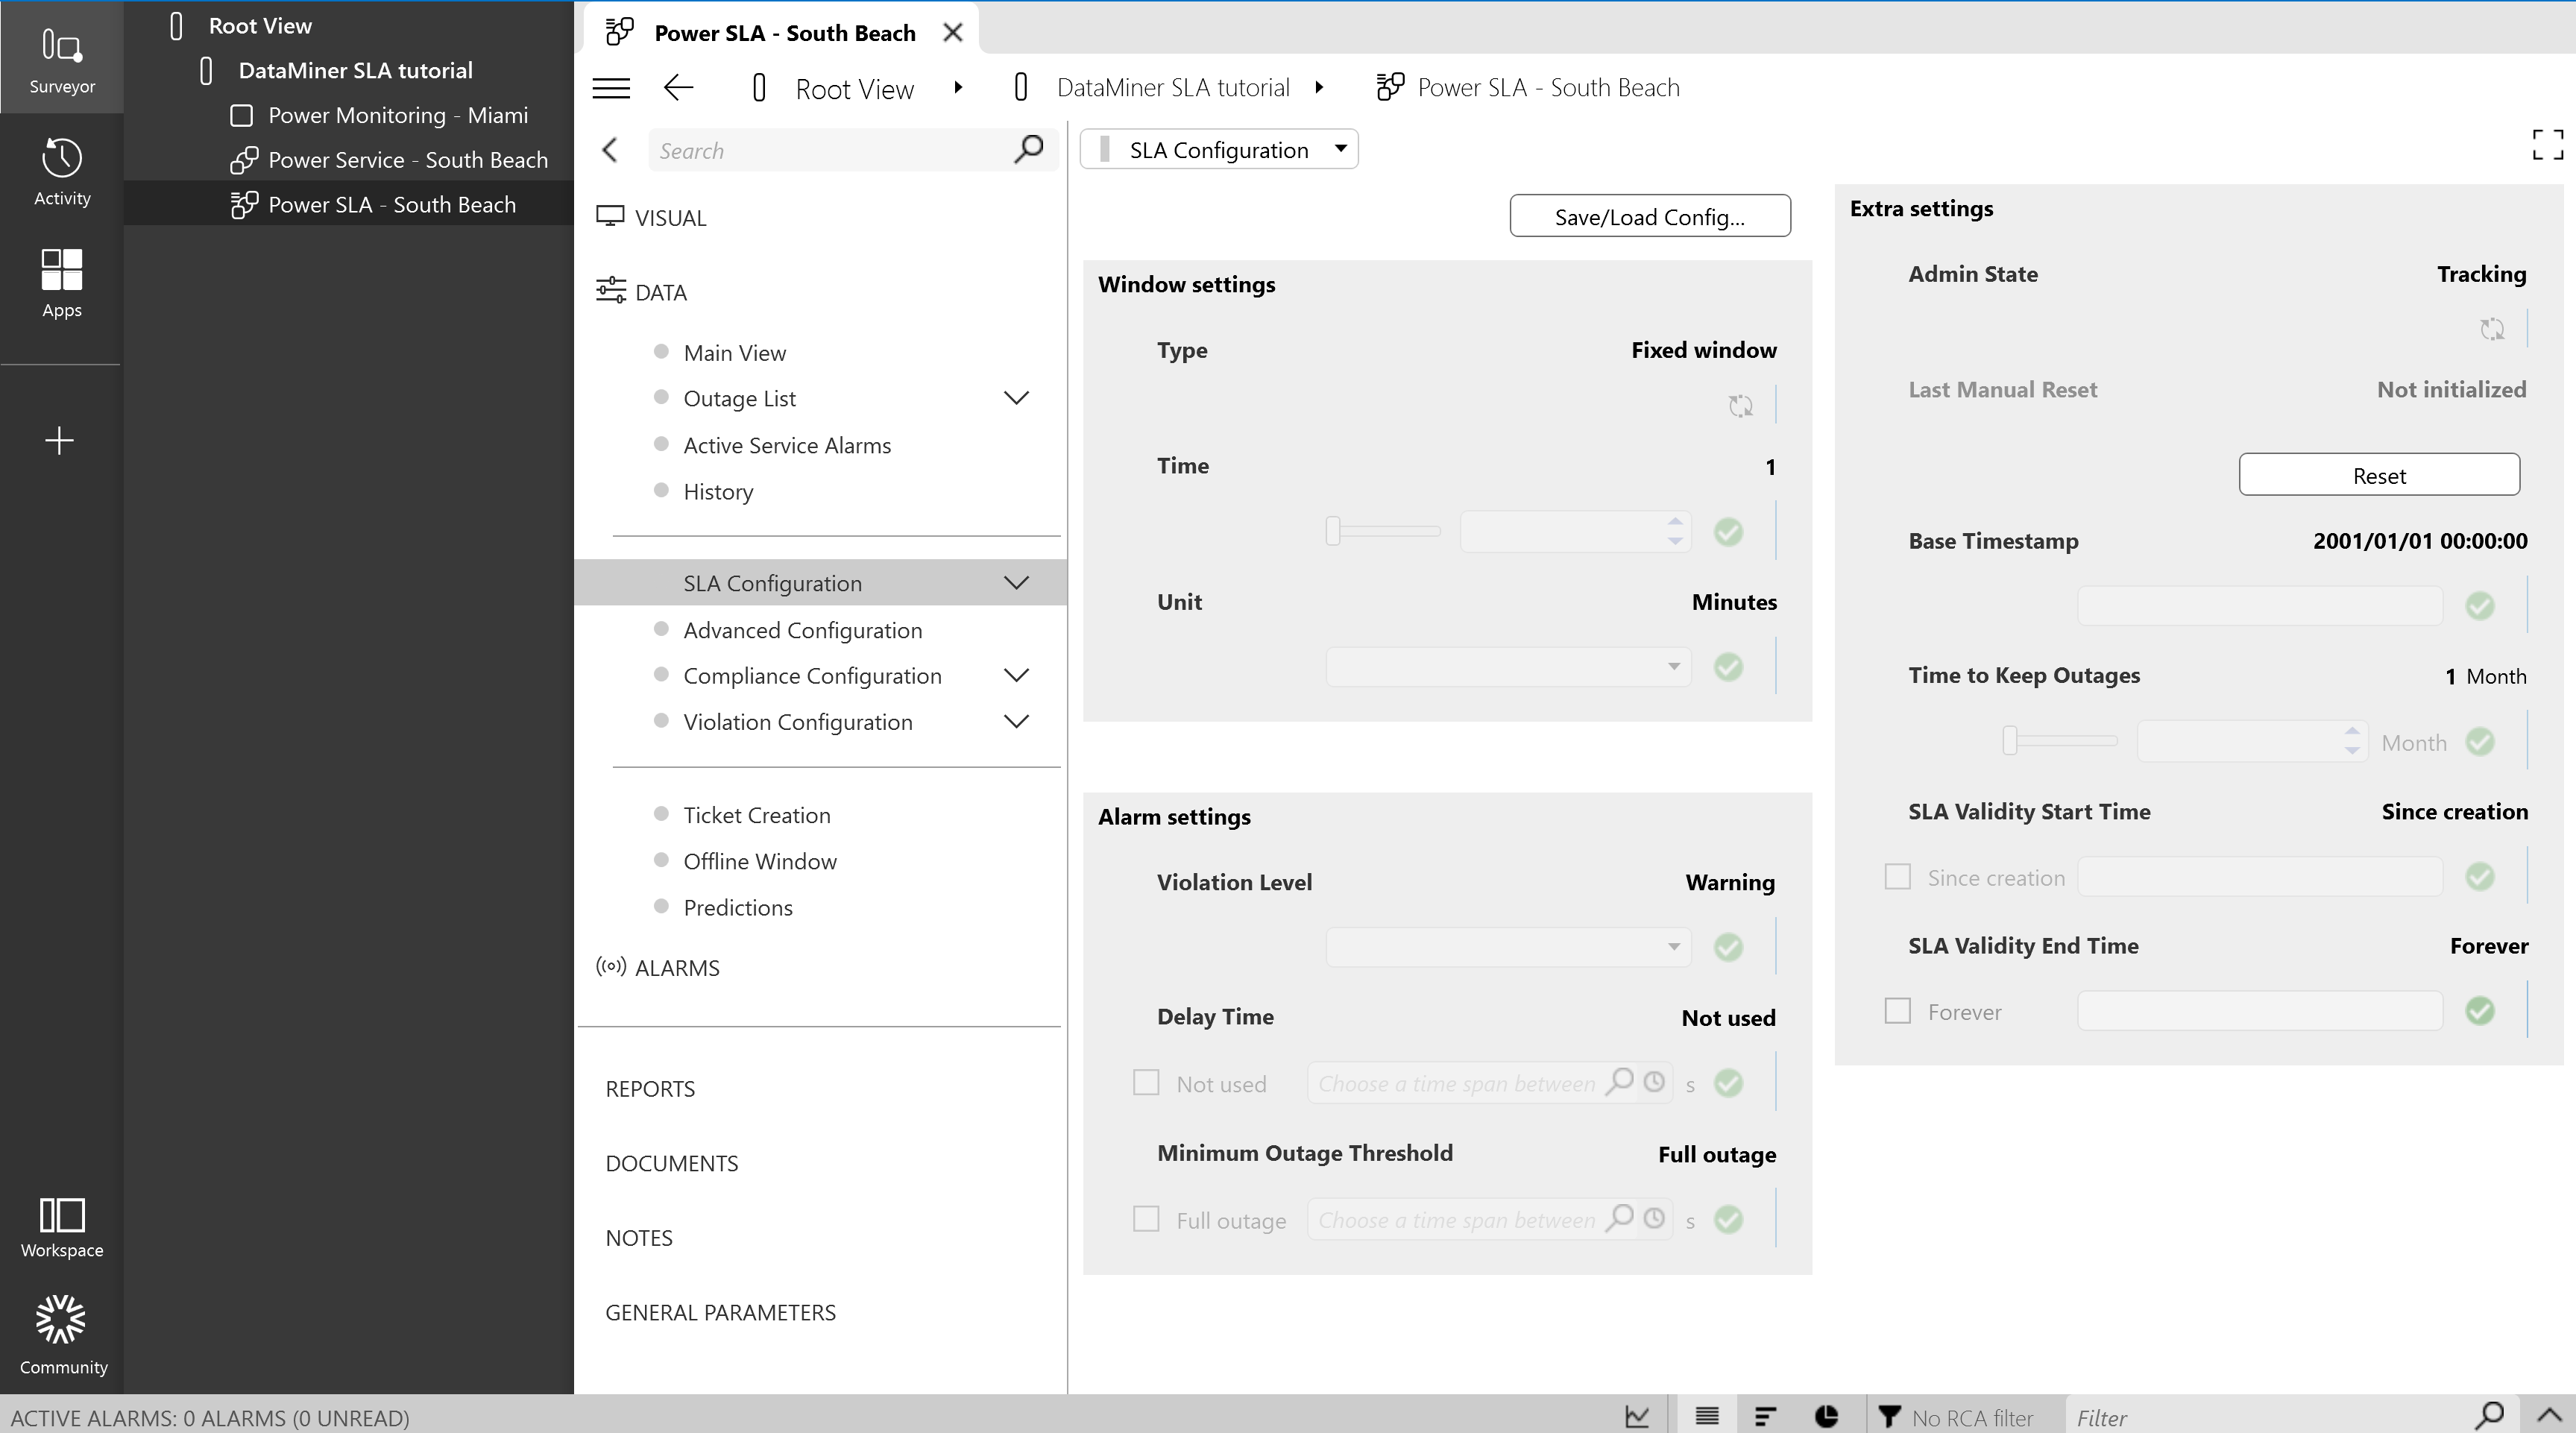 Surveyor
Activity
Apps
Workspace
Community
Root View
DataMiner SLA tutorial
Power Monitoring - Miami
Power Service - South Beach
Power SLA - South Beach
Power SLA - South Beach
Root View
DataMiner SLA tutorial
Power SLA - South Beach
Search
VISUAL
DATA
Main View
Outage List
Active Service Alarms
History
SLA Configuration
Advanced Configuration
Compliance Configuration
Violation Configuration
Ticket Creation
Offline Window
Predictions
ALARMS
REPORTS
DOCUMENTS
NOTES
GENERAL PARAMETERS
SLA Configuration
Save/Load Config...
Window settings
Type Fixed window
Time 1
Unit Minutes
Alarm settings
Violation Level Warning
Delay Time Not used
Not used Choose a time span between s
Minimum Outage Threshold Full outage
Full outage Choose a time span between s
Extra settings
Admin State Tracking
Last Manual Reset Not initialized
Reset
Base Timestamp 2001/01/01 00:00:00
Time to Keep Outages 1 Month
Month
SLA Validity Start Time Since creation
Since creation
SLA Validity End Time Forever
Forever
ACTIVE ALARMS: 0 ALARMS (0 UNREAD)
No RCA filter
Filter